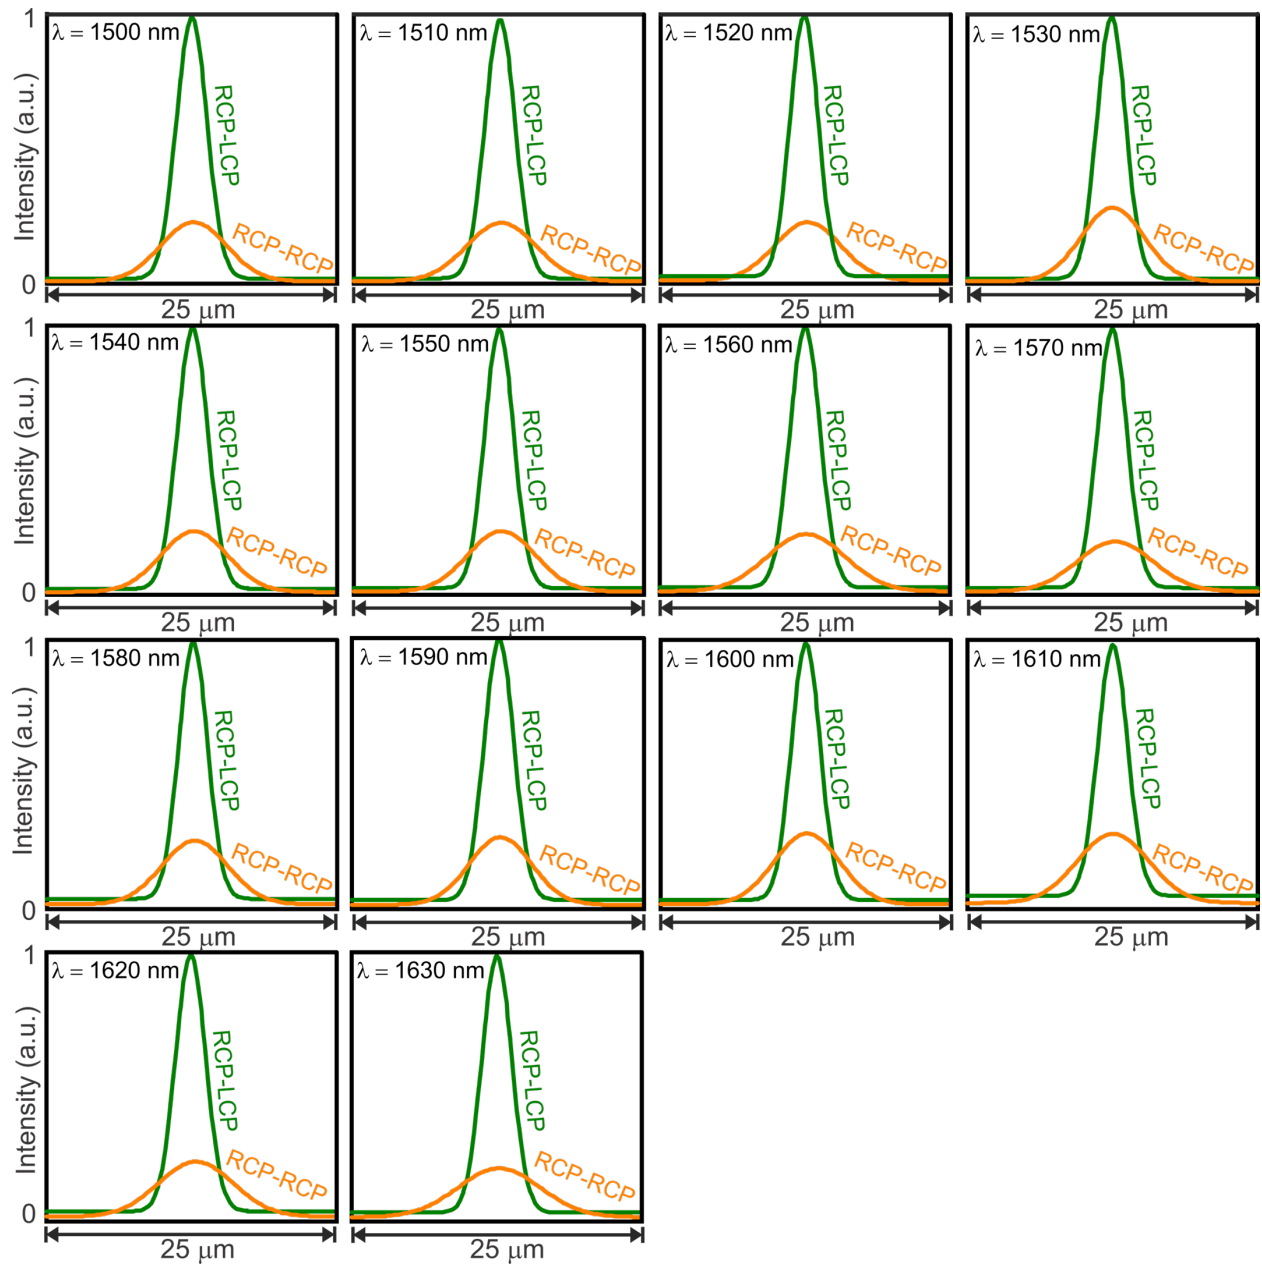 1
λ = 1500 nm
λ = 1510 nm
λ = 1520 nm
λ = 1530 nm
Intensity (a.u.)
RCP-LCP
RCP-LCP
RCP-LCP
RCP-LCP
RCP-RCP
RCP-RCP
RCP-RCP
RCP-RCP
0
25 μm
25 μm
25 μm
25 μm
1
λ = 1540 nm
λ = 1550 nm
λ = 1560 nm
λ = 1570 nm
Intensity (a.u.)
RCP-LCP
RCP-LCP
RCP-LCP
RCP-LCP
RCP-RCP
RCP-RCP
RCP-RCP
RCP-RCP
0
25 μm
25 μm
25 μm
25 μm
1
λ = 1580 nm
λ = 1590 nm
λ = 1600 nm
λ = 1610 nm
Intensity (a.u.)
RCP-LCP
RCP-LCP
RCP-LCP
RCP-LCP
RCP-RCP
RCP-RCP
RCP-RCP
RCP-RCP
0
25 μm
25 μm
25 μm
25 μm
1
λ = 1620 nm
λ = 1630 nm
Intensity (a.u.)
RCP-LCP
RCP-LCP
RCP-RCP
RCP-RCP
0
25 μm
25 μm